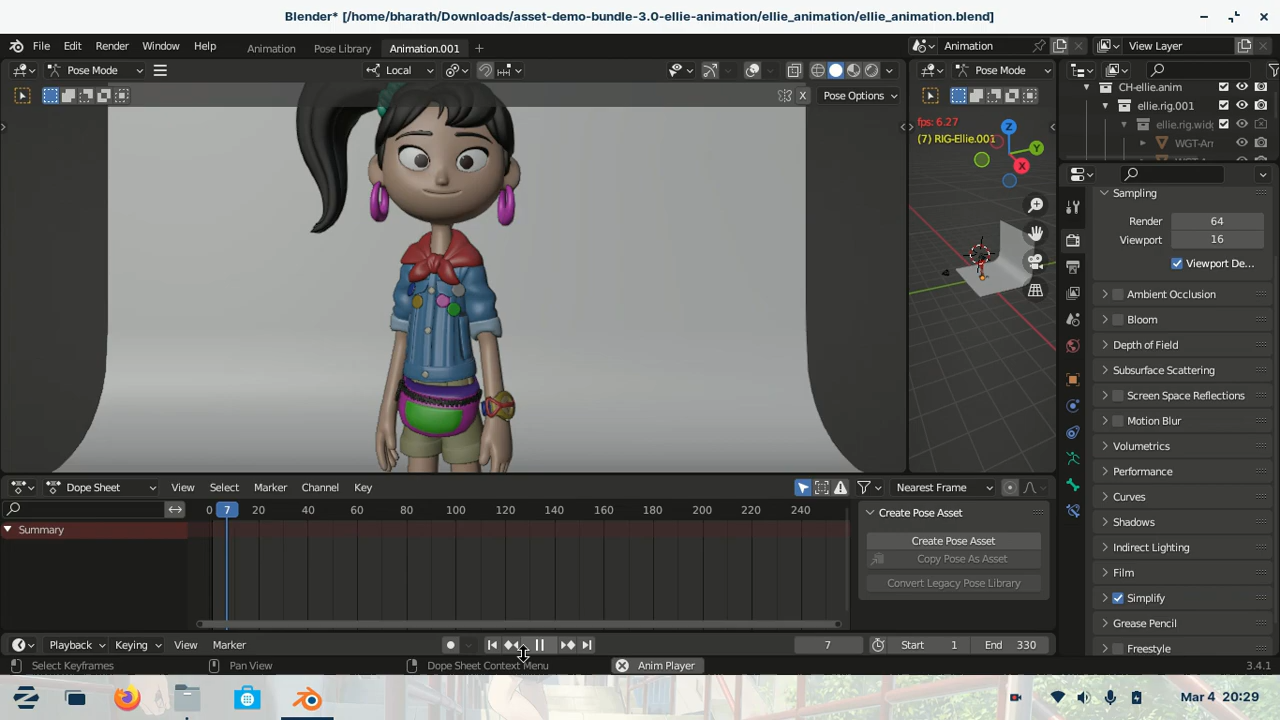 Blender* [/home/bharath/Downloads/asset-demo-bundle-3.0-ellie-animation/ellie_animation/ellie_animation.blend]
File Edit Render Window Help Animation Pose Library Animation.001 Animation View Layer
Pose Mode Local Pose Mode
X Pose Options
CH-ellie.anim
ellie.rig.001
ellie.rig.widg
WGT-Arr
fps: 6.27
(7) RIG-Ellie.001
Z
Y
X
Sampling
Render 64
Viewport 16
Viewport De...
Ambient Occlusion
Bloom
Depth of Field
Subsurface Scattering
Screen Space Reflections
Motion Blur
Volumetrics
Performance
Curves
Shadows
Indirect Lighting
Film
Simplify
Grease Pencil
Freestyle
Dope Sheet View Select Marker Channel Key Nearest Frame
0 7 20 40 60 80 100 120 140 160 180 200 220 240
Summary
Create Pose Asset
Create Pose Asset
Copy Pose As Asset
Convert Legacy Pose Library
Playback Keying View Marker 7 Start 1 End 330
Select Keyframes Pan View Dope Sheet Context Menu Anim Player 3.4.1
Mar 4 20:29